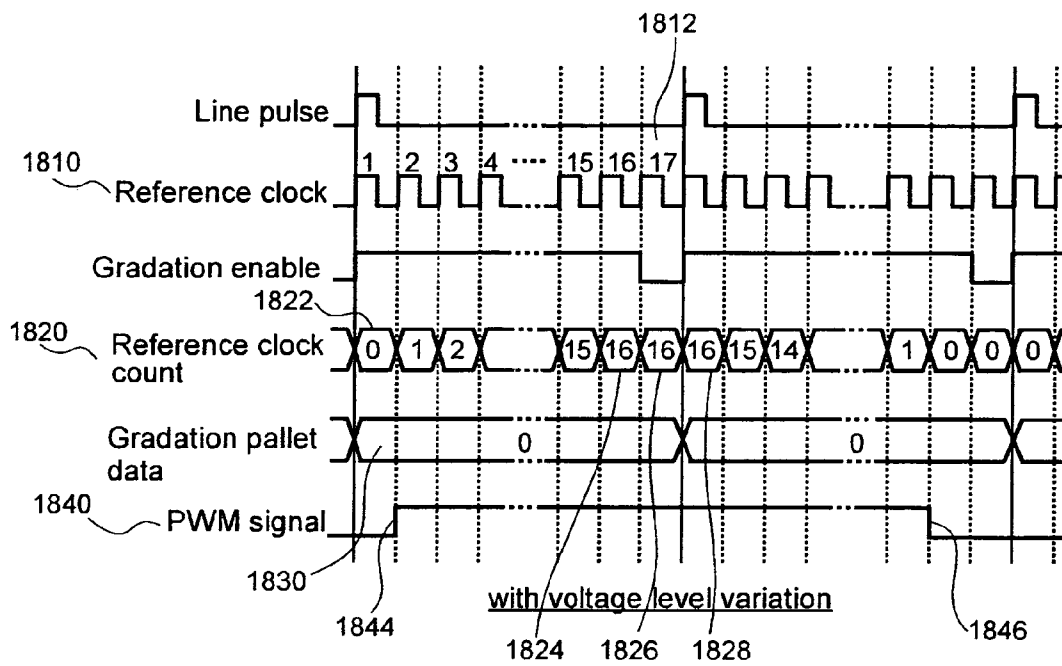 1812
Line pulse
1810
1 2 3 4 ..... 15 16 17
Reference clock
Gradation enable
1822
1820
Reference clock
count
0 1 2 15 16 16 16 15 14 1 0 0 0
Gradation pallet
data
0 0
1840
PWM signal
1830
1844
with voltage level variation
1824 1826 1828
1846